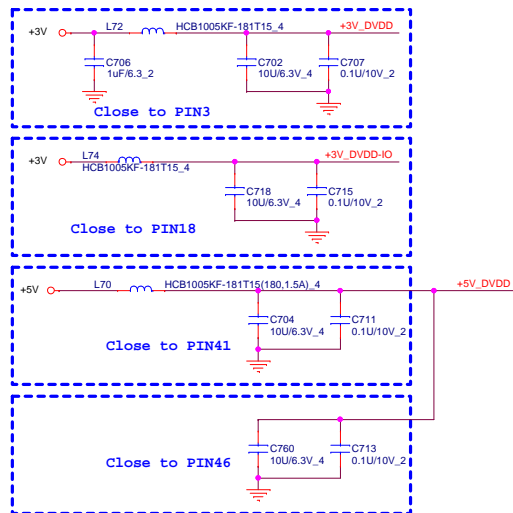 +3V
L72
HCB1005KF-181T15_4
+3V_DVDD
C706
1uF/6.3_2
C702
10U/6.3V_4
C707
0.1U/10V_2
Close to PIN3
+3V
L74
HCB1005KF-181T15_4
+3V_DVDD-IO
C718
10U/6.3V_4
C715
0.1U/10V_2
Close to PIN18
+5V
L70
HCB1005KF-181T15(180,1.5A)_4
+5V_DVDD
C704
10U/6.3V_4
C711
0.1U/10V_2
Close to PIN41
C760
10U/6.3V_4
C713
0.1U/10V_2
Close to PIN46